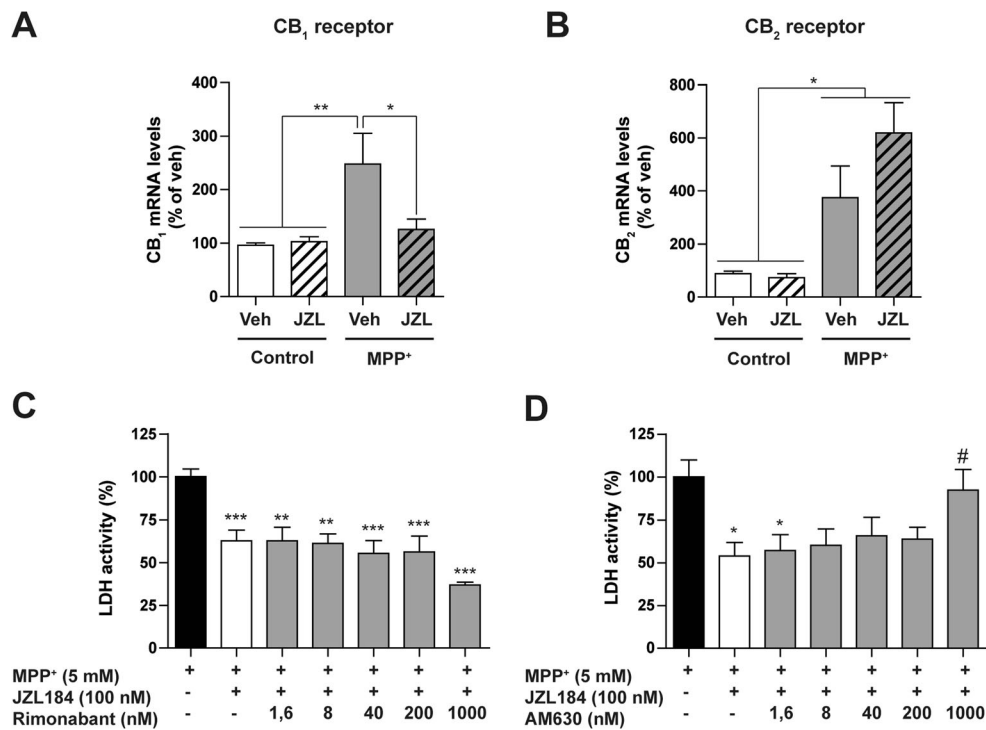 A
CB₁ receptor
CB₁ mRNA levels
(% of veh)
400
300
200
100
0
**
*
Veh JZL Veh JZL
Control MPP⁺
B
CB₂ receptor
CB₂ mRNA levels
(% of veh)
800
600
400
200
0
*
Veh JZL Veh JZL
Control MPP⁺
C
LDH activity (%)
125
100
75
50
25
0
*** ** ** *** *** ***
MPP⁺ (5 mM) + + + + + + +
JZL184 (100 nM) - + + + + + +
Rimonabant (nM) - - 1,6 8 40 200 1000
D
LDH activity (%)
125
100
75
50
25
0
* * #
MPP⁺ (5 mM) + + + + + + +
JZL184 (100 nM) - + + + + + +
AM630 (nM) - - 1,6 8 40 200 1000